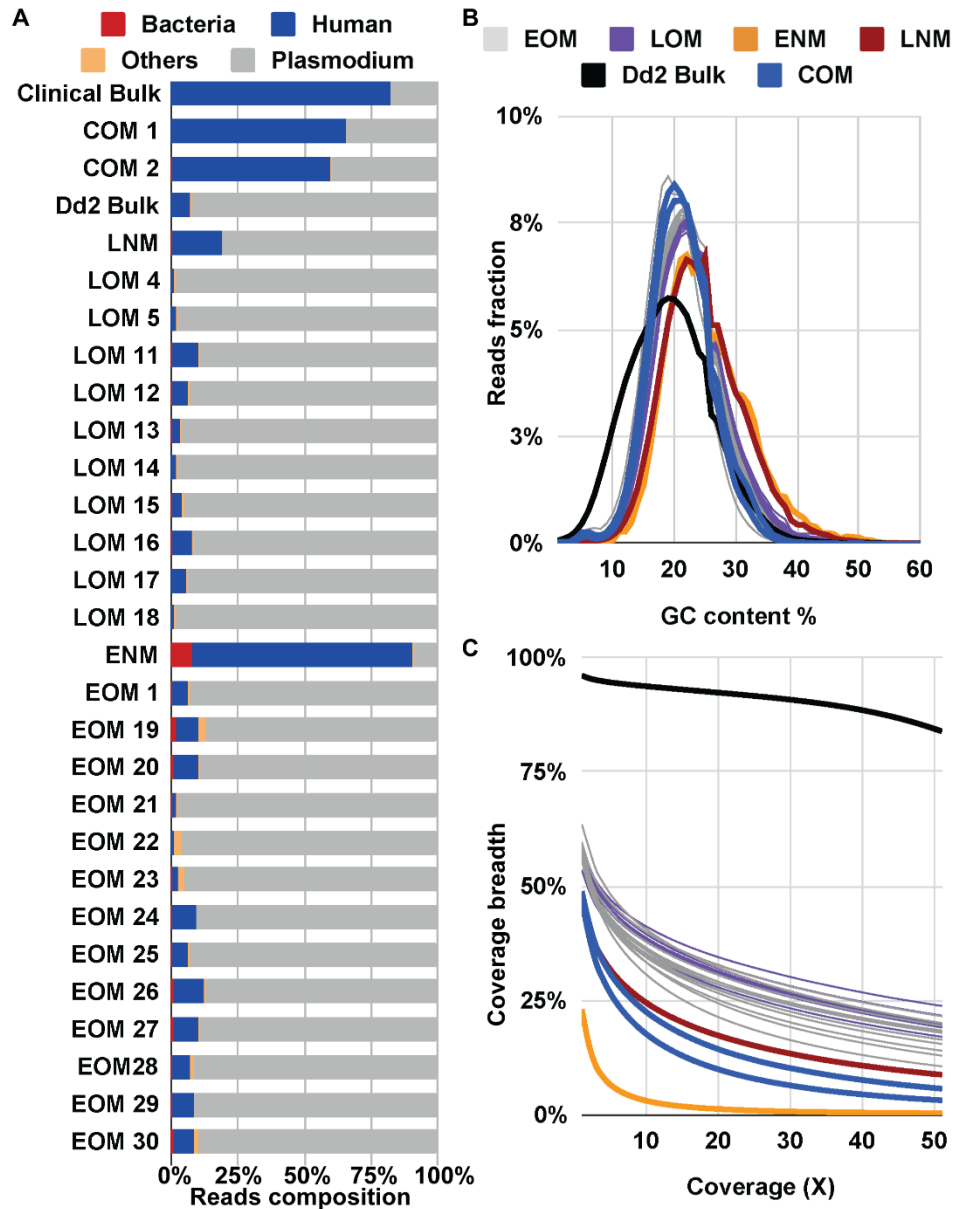 A
Bacteria Human
Others Plasmodium
Clinical Bulk
COM 1
COM 2
Dd2 Bulk
LNM
LOM 4
LOM 5
LOM 11
LOM 12
LOM 13
LOM 14
LOM 15
LOM 16
LOM 17
LOM 18
ENM
EOM 1
EOM 19
EOM 20
EOM 21
EOM 22
EOM 23
EOM 24
EOM 25
EOM 26
EOM 27
EOM28
EOM 29
EOM 30
0% 25% 50% 75% 100%
Reads composition
B
EOM LOM ENM LNM
Dd2 Bulk COM
10%
8%
5%
3%
0%
Reads fraction
10 20 30 40 50 60
GC content %
C
100%
75%
50%
25%
0%
Coverage breadth
10 20 30 40 50
Coverage (X)